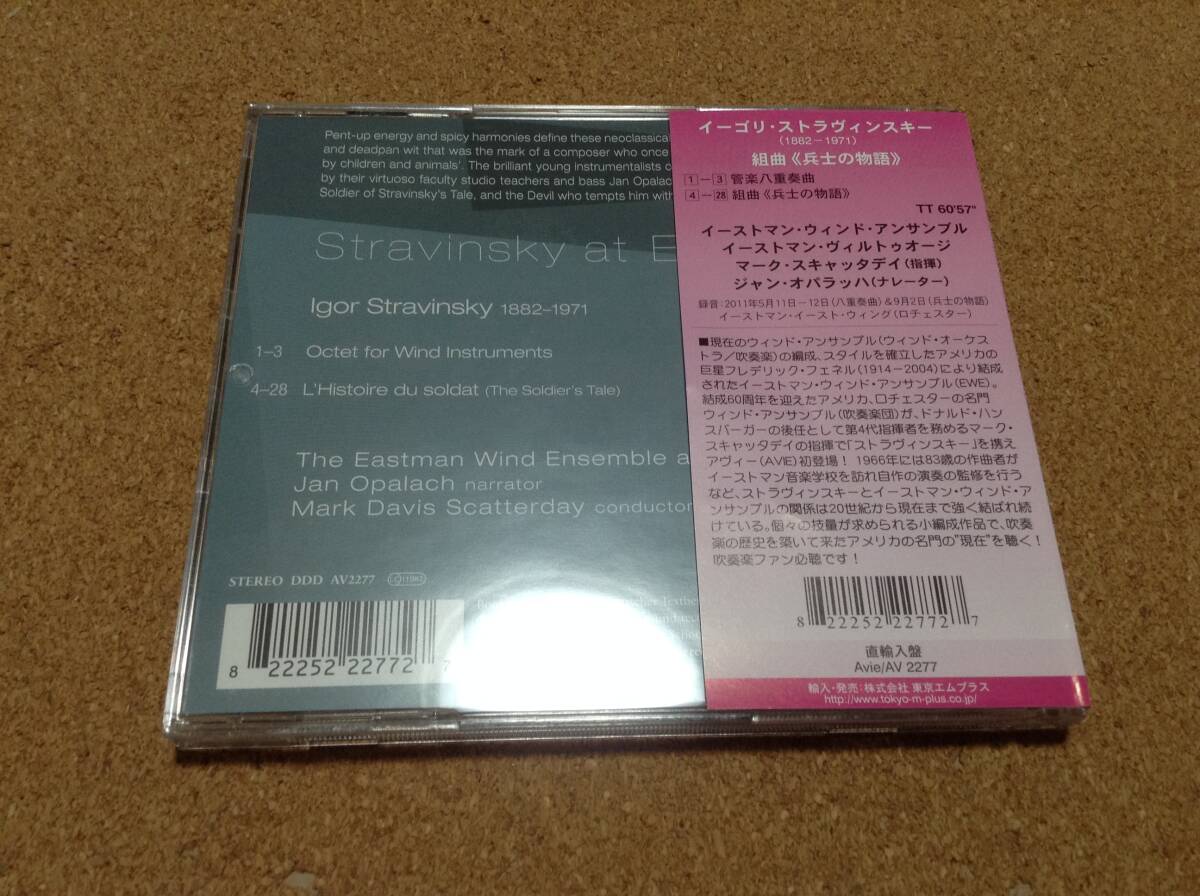 Pent-up energy and spicy harmonies define these neoclassical
and deadpan wit that was the mark of a composer who once
by children and animals'. The brilliant young instrumentalists
by their virtuoso faculty studio teachers and bass Jan Opalach
Soldier of Stravinsky's Tale, and the Devil who tempts him with
Stravinsky at E
Igor Stravinsky 1882–1971
1–3 Octet for Wind Instruments
4–28 L'Histoire du soldat (The Soldier's Tale)
The Eastman Wind Ensemble a
Jan Opalach narrator
Mark Davis Scatterday conductor
STEREO DDD AV2277
8 22252 22772 7
イーゴリ・ストラヴィンスキー
(1882−1971)
組曲《兵士の物語》
1−3 管楽八重奏曲
4−28 組曲《兵士の物語》
TT 60'57"
イーストマン・ウィンド・アンサンブル
イーストマン・ヴィルトゥオージ
マーク・スキャッタデイ(指揮)
ジャン・オパラッハ(ナレーター)
録音:2011年5月11日−12日(八重奏曲)&9月2日(兵士の物語)
イーストマン・イースト・ウィング(ロチェスター)
■現在のウィンド・アンサンブル(ウィンド・オーケス
トラ/吹奏楽)の編成、スタイルを確立したアメリカの
巨星フレデリック・フェネル(1914−2004)により結成
されたイーストマン・ウィンド・アンサンブル(EWE)。
結成60周年を迎えたアメリカ、ロチェスターの名門
ウィンド・アンサンブル(吹奏楽団)が、ドナルド・ハン
スバーガーの後任として第4代指揮者を務めるマーク・
スキャッタデイの指揮で「ストラヴィンスキー」を携え
アヴィー(AVIE)初登場! 1966年には83歳の作曲者が
イーストマン音楽学校を訪れ自作の演奏の監修を行う
など、ストラヴィンスキーとイーストマン・ウィンド・ア
ンサンブルの関係は20世紀から現在まで強く結ばれ続
けている。個々の技量が求められる小編成作品で、吹奏
楽の歴史を築いて来たアメリカの名門の"現在"を聴く!
吹奏楽ファン必聴です!
8 22252 22772 7
直輸入盤
Avie/AV 2277
輸入・発売:株式会社 東京エムプラス
http://www.tokyo-m-plus.co.jp/